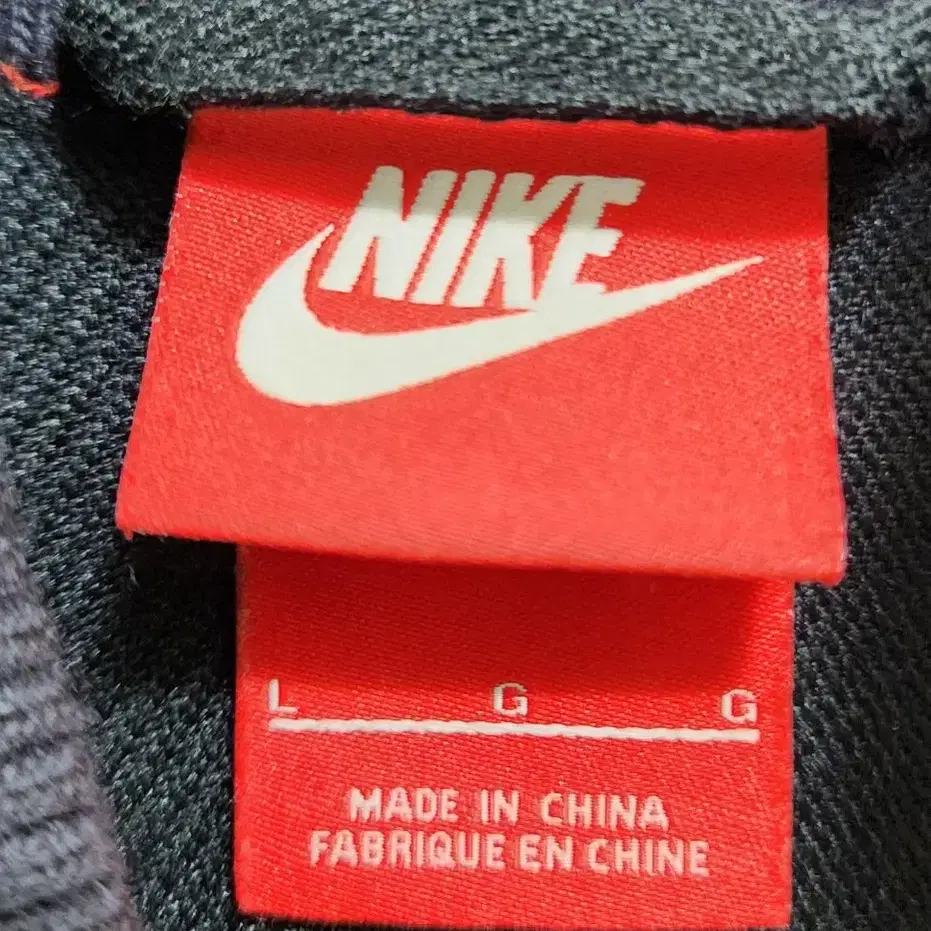 NIKE
L G G
MADE IN CHINA
FABRIQUE EN CHINE